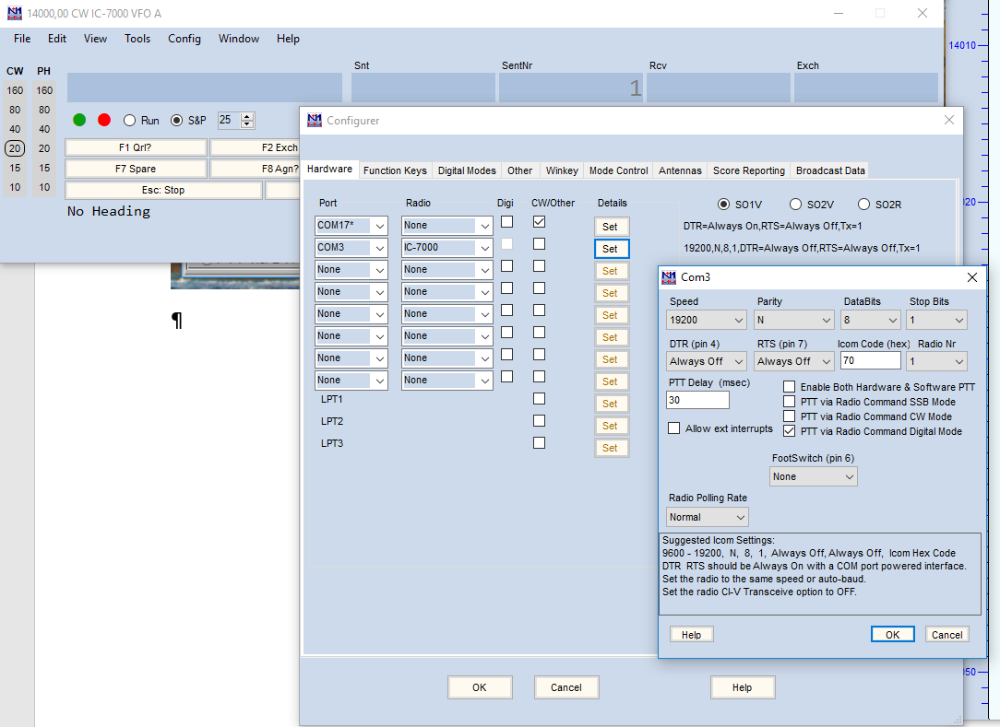 14000,00 CW IC-7000 VFO A
File Edit View Tools Config Window Help
14010
CW PH
Snt SentNr Rcv Exch
160 160
1
80 80
40 40
20 20
15 15
10 10
Run S&P 25
F1 Qrl? F2 Exch
F7 Spare F8 Agn?
Esc: Stop
No Heading
¶
020
050
Configurer
Hardware Function Keys Digital Modes Other Winkey Mode Control Antennas Score Reporting Broadcast Data
Port Radio Digi CW/Other Details
SO1V SO2V SO2R
COM17* None Set DTR=Always On,RTS=Always Off,Tx=1
COM3 IC-7000 Set 19200,N,8,1,DTR=Always Off,RTS=Always Off,Tx=1
None None Set
None None Set
None None Set
None None Set
None None Set
None None Set
LPT1 Set
LPT2 Set
LPT3 Set
OK Cancel Help
Com3
Speed Parity DataBits Stop Bits
19200 N 8 1
DTR (pin 4) RTS (pin 7) Icom Code (hex) Radio Nr
Always Off Always Off 70 1
PTT Delay (msec)
30
Enable Both Hardware & Software PTT
PTT via Radio Command SSB Mode
PTT via Radio Command CW Mode
Allow ext interrupts PTT via Radio Command Digital Mode
FootSwitch (pin 6)
None
Radio Polling Rate
Normal
Suggested Icom Settings:
9600 - 19200, N, 8, 1, Always Off, Always Off, Icom Hex Code
DTR RTS should be Always On with a COM port powered interface.
Set the radio to the same speed or auto-baud.
Set the radio CI-V Transceive option to OFF.
Help OK Cancel